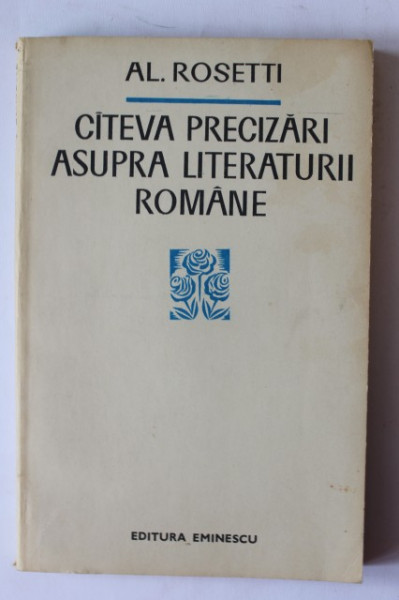 AL. ROSETTI
CÎTEVA PRECIZĂRI
ASUPRA LITERATURII
ROMÂNE
EDITURA EMINESCU